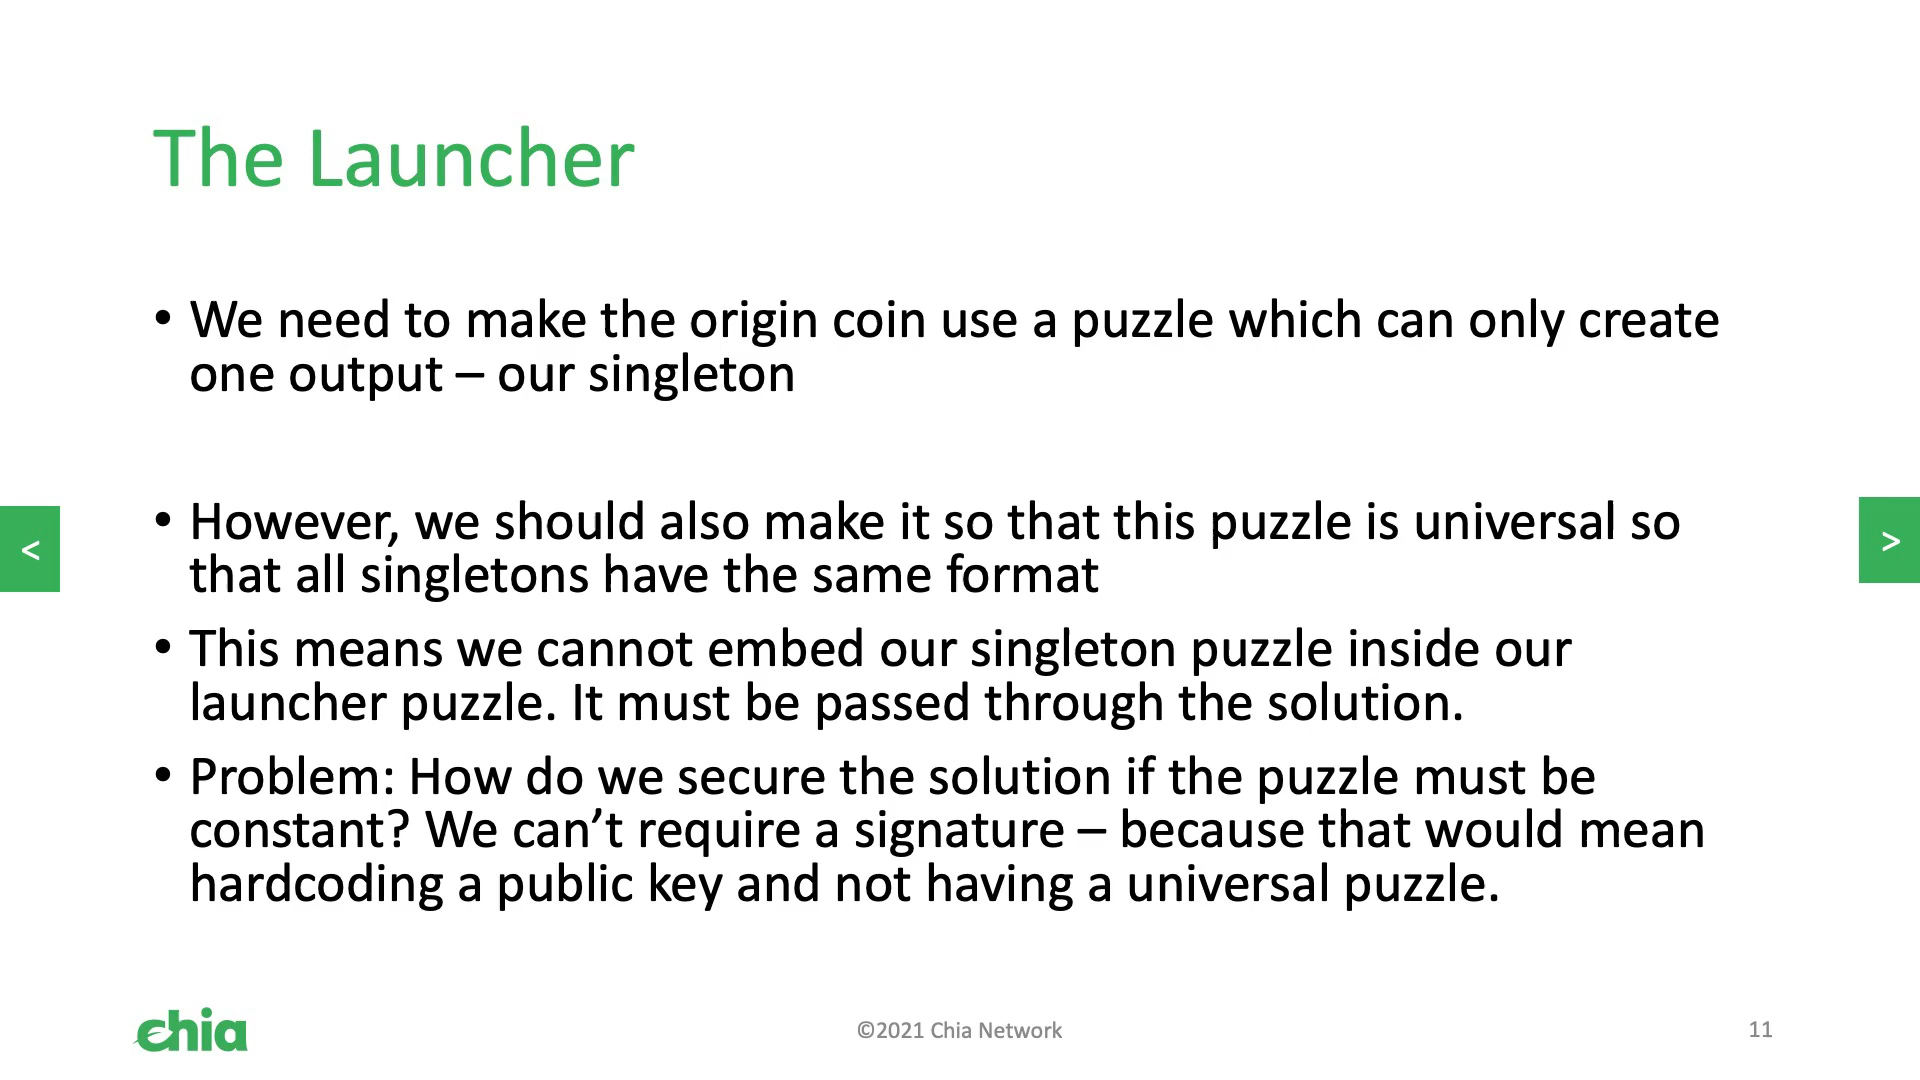 The Launcher
• We need to make the origin coin use a puzzle which can only create
one output – our singleton
• However, we should also make it so that this puzzle is universal so
that all singletons have the same format
• This means we cannot embed our singleton puzzle inside our
launcher puzzle. It must be passed through the solution.
• Problem: How do we secure the solution if the puzzle must be
constant? We can’t require a signature – because that would mean
hardcoding a public key and not having a universal puzzle.
<
>
chia
©2021 Chia Network
11